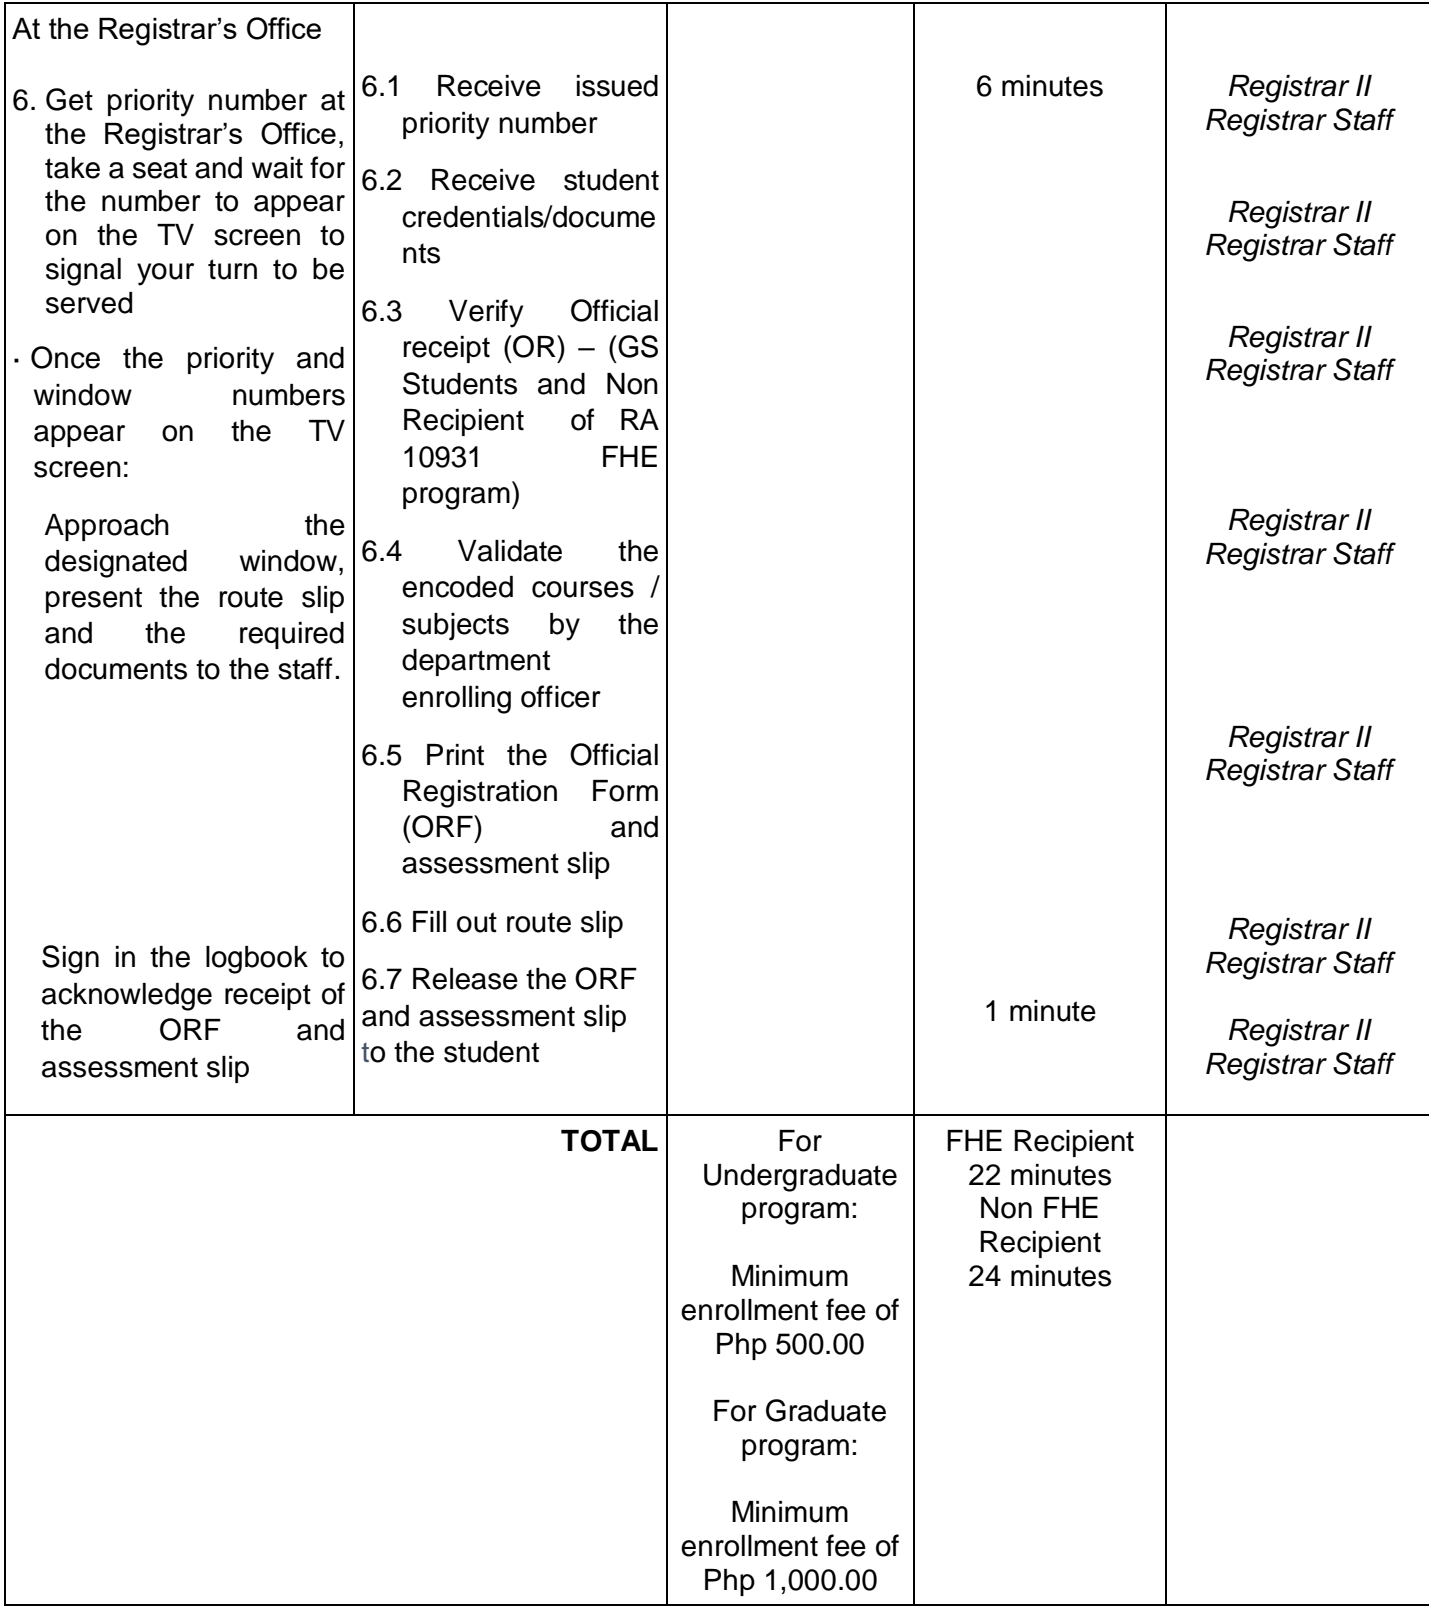 At the Registrar’s Office
6. Get priority number at
the Registrar’s Office,
take a seat and wait for
the number to appear
on the TV screen to
signal your turn to be
served
· Once the priority and
window numbers
appear on the TV
screen:
Approach the
designated window,
present the route slip
and the required
documents to the staff.
Sign in the logbook to
acknowledge receipt of
the ORF and
assessment slip
6.1 Receive issued
priority number
6.2 Receive student
credentials/docume
nts
6.3 Verify Official
receipt (OR) – (GS
Students and Non
Recipient of RA
10931 FHE
program)
6.4 Validate the
encoded courses /
subjects by the
department
enrolling officer
6.5 Print the Official
Registration Form
(ORF) and
assessment slip
6.6 Fill out route slip
6.7 Release the ORF
and assessment slip
to the student
6 minutes
1 minute
Registrar II
Registrar Staff
Registrar II
Registrar Staff
Registrar II
Registrar Staff
Registrar II
Registrar Staff
Registrar II
Registrar Staff
Registrar II
Registrar Staff
Registrar II
Registrar Staff
TOTAL
For
Undergraduate
program:
Minimum
enrollment fee of
Php 500.00
For Graduate
program:
Minimum
enrollment fee of
Php 1,000.00
FHE Recipient
22 minutes
Non FHE
Recipient
24 minutes